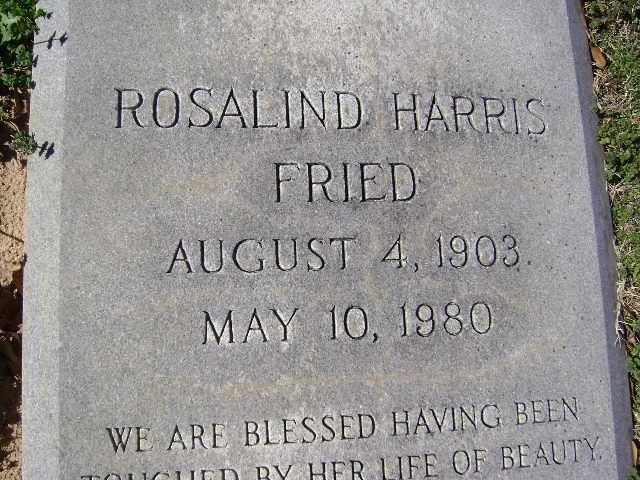 ROSALIND HARRIS
FRIED
AUGUST 4, 1903.
MAY 10, 1980
WE ARE BLESSED HAVING BEEN
TOUCHED BY HER LIFE OF BEAUTY.